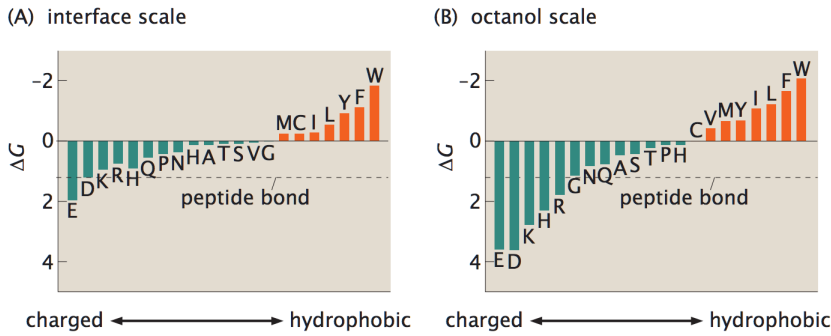 (A) interface scale
-2
0
2
4
ΔG
E D K R H Q P N H A T S V G M C I L Y F W
peptide bond
charged hydrophobic
(B) octanol scale
-2
0
2
4
ΔG
E D K H R G N Q A S T P H C V M Y I L F W
peptide bond
charged hydrophobic